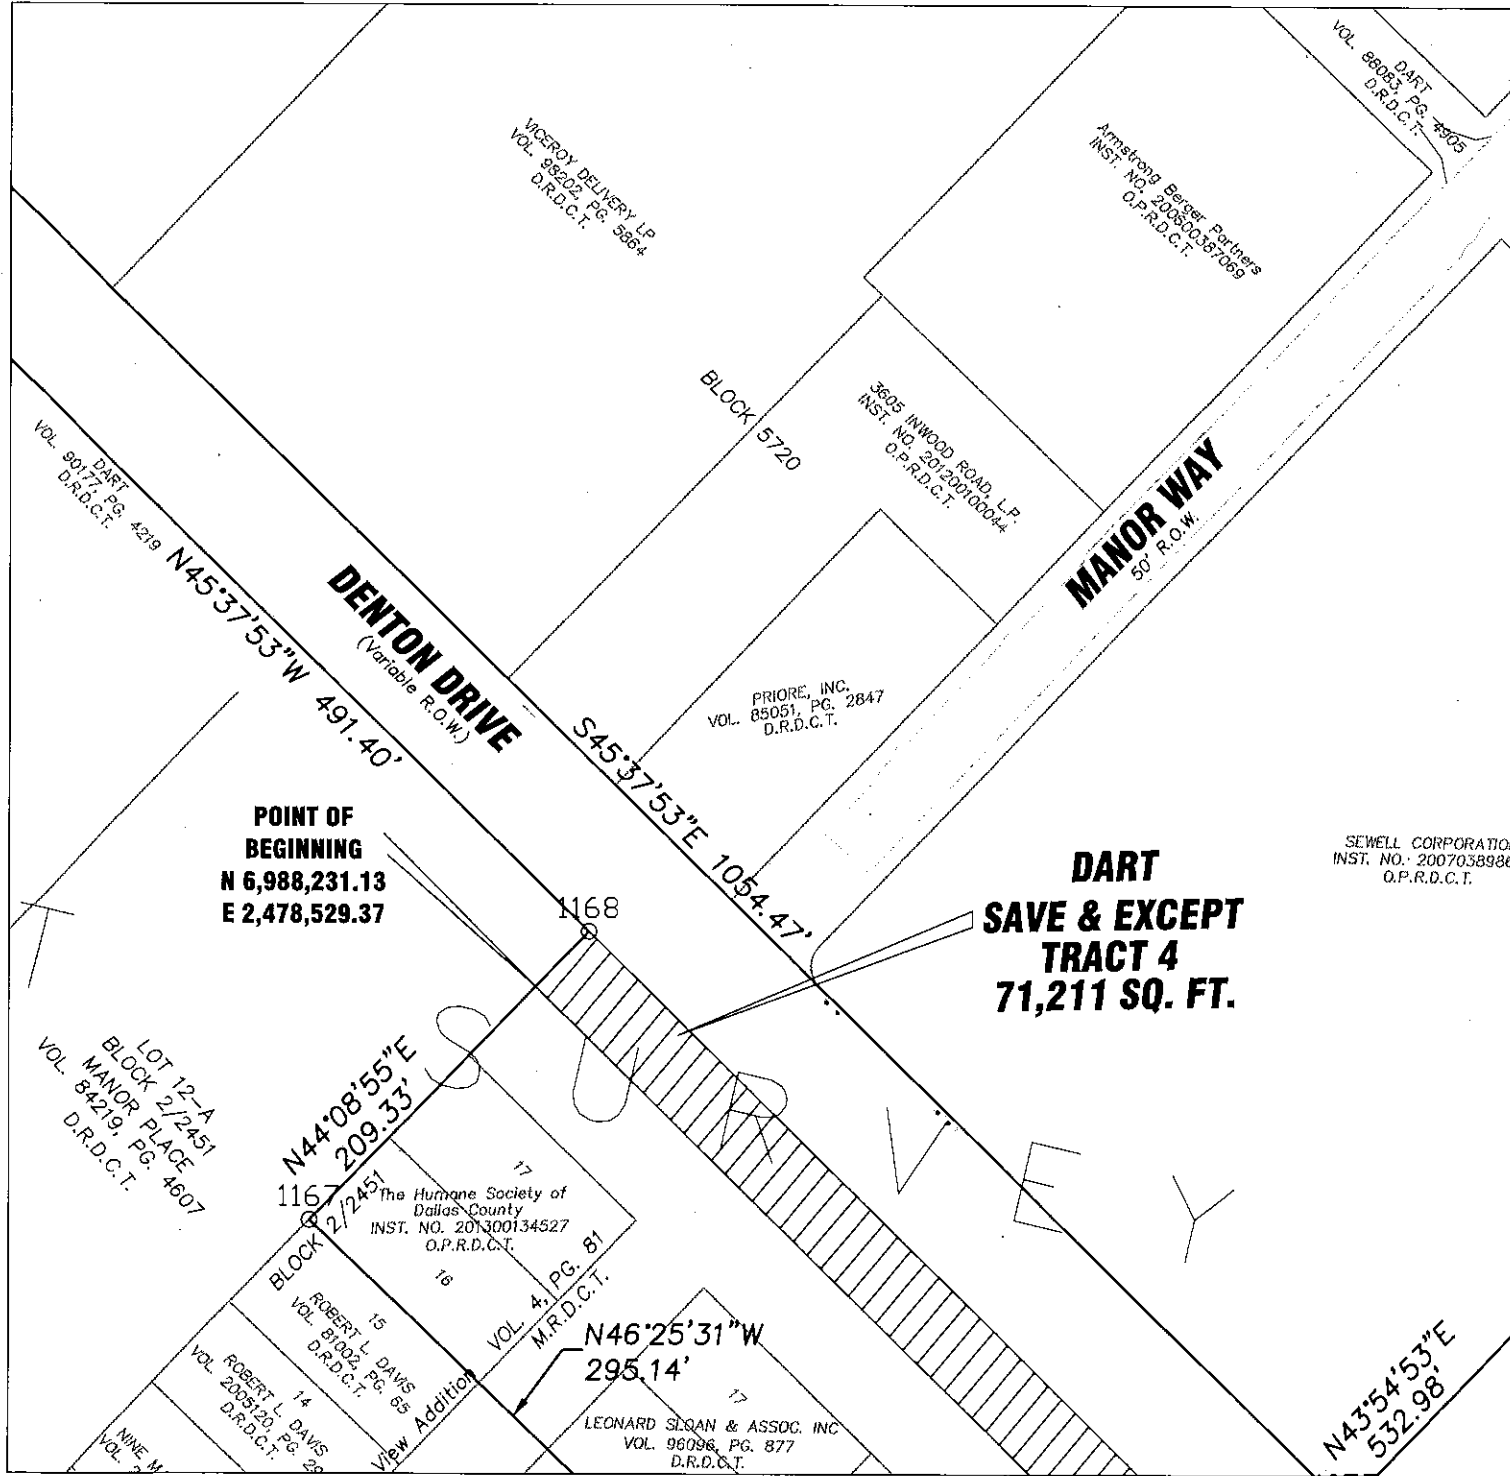 DART
VOL. 88083, PG. 4905
D.R.D.C.T.
VICEROY DELIVERY LP
VOL. 98202, PG. 5864
D.R.D.C.T.
Armstrong Berger Partners
INST. NO. 200600387069
O.P.R.D.C.T.
BLOCK 5720
3605 INWOOD ROAD, L.P.
INST. NO. 201200100044
O.P.R.D.C.T.
MANOR WAY
50' R.O.W.
DART
VOL. 90177, PG. 4219
D.R.D.C.T.
N45°37'53"W 491.40'
DENTON DRIVE
(Variable R.O.W.)
PRIORE, INC.
VOL. 85051, PG. 2847
D.R.D.C.T.
S45°37'53"E 1054.47'
POINT OF
BEGINNING
N 6,988,231.13
E 2,478,529.37
1168
DART
SAVE & EXCEPT
TRACT 4
71,211 SQ. FT.
SEWELL CORPORATIO
INST. NO. 2007038986
O.P.R.D.C.T.
LOT 12-A
BLOCK 2/2451
MANOR PLACE
VOL. 84219, PG. 4607
D.R.D.C.T.
N44°08'55"E
209.33'
1167
BLOCK 2/2451
17
The Humane Society of
Dallas County
INST. NO. 201300134527
O.P.R.D.C.T.
16
VOL. 4, PG. 81
M.R.D.C.T.
View Addition
15
ROBERT L. DAVIS
VOL. 81002, PG. 65
D.R.D.C.T.
14
ROBERT L. DAVIS
VOL. 2005120, PG. 29
D.R.D.C.T.
NINE M
VOL.
N46°25'31"W
295.14'
17
LEONARD SLOAN & ASSOC. INC
VOL. 96096, PG. 877
D.R.D.C.T.
N43°54'53"E
532.98'
T SURVEY